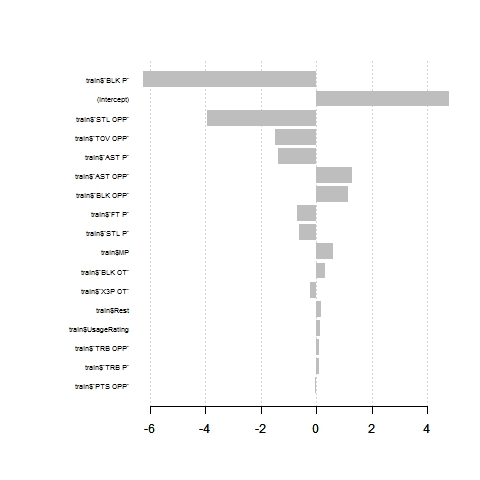 train$`BLK P`
(Intercept)
train$`STL OPP`
train$`TOV OPP`
train$`AST P`
train$`AST OPP`
train$`BLK OPP`
train$`FT P`
train$`STL P`
train$MP
train$`BLK OT`
train$`X3P OT`
train$Rest
train$UsageRating
train$`TRB OPP`
train$`TRB P`
train$`PTS OPP`
-6 -4 -2 0 2 4